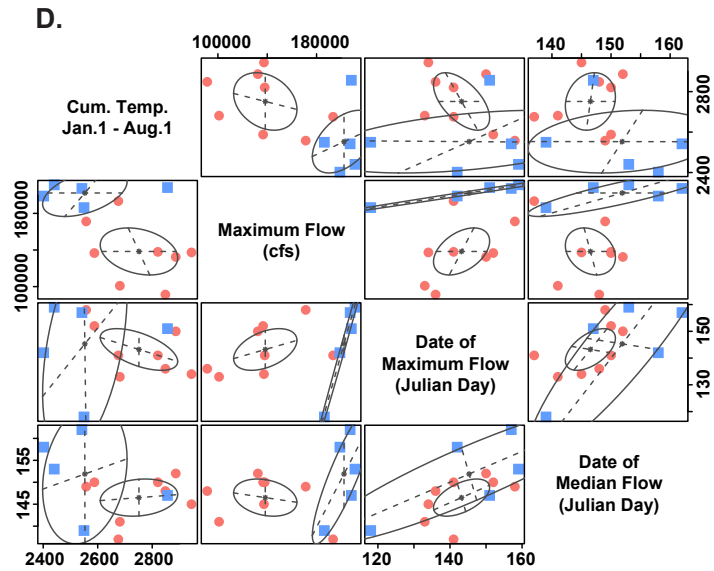 D.
100000 180000
140 150 160
Cum. Temp.
Jan.1 - Aug.1
2400 2800
100000 180000
Maximum Flow
(cfs)
Date of
Maximum Flow
(Julian Day)
130 150
145 155
Date of
Median Flow
(Julian Day)
2400 2600 2800
120 140 160